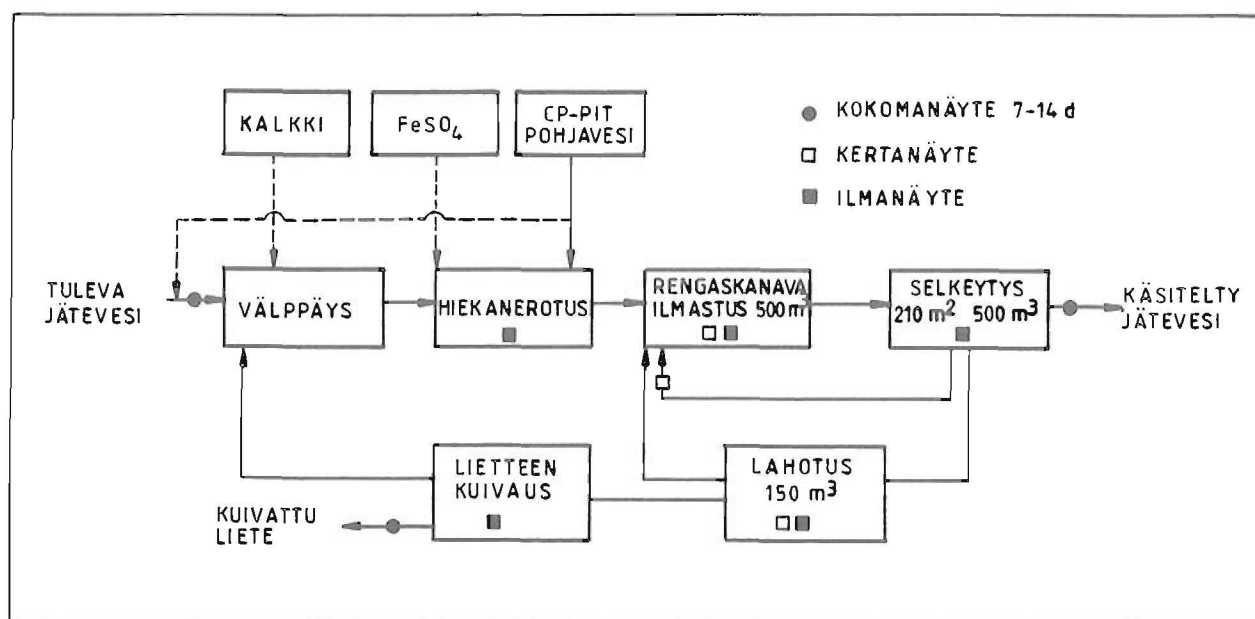 KALKKI
FeSO₄
CP-PIT
POHJAVESI
KOKOMANÄYTE 7-14 d
KERTANÄYTE
ILMANÄYTE
TULEVA
JÄTEVESI
VÄLPPÄYS
HIEKANEROTUS
RENGASKANAVA
ILMASTUS 500 m³
SELKEYTYS
210 m² 500 m³
KÄSITELTY
JÄTEVESI
LIETTEEN
KUIVAUS
LAHOTUS
150 m³
KUIVATTU
LIETE